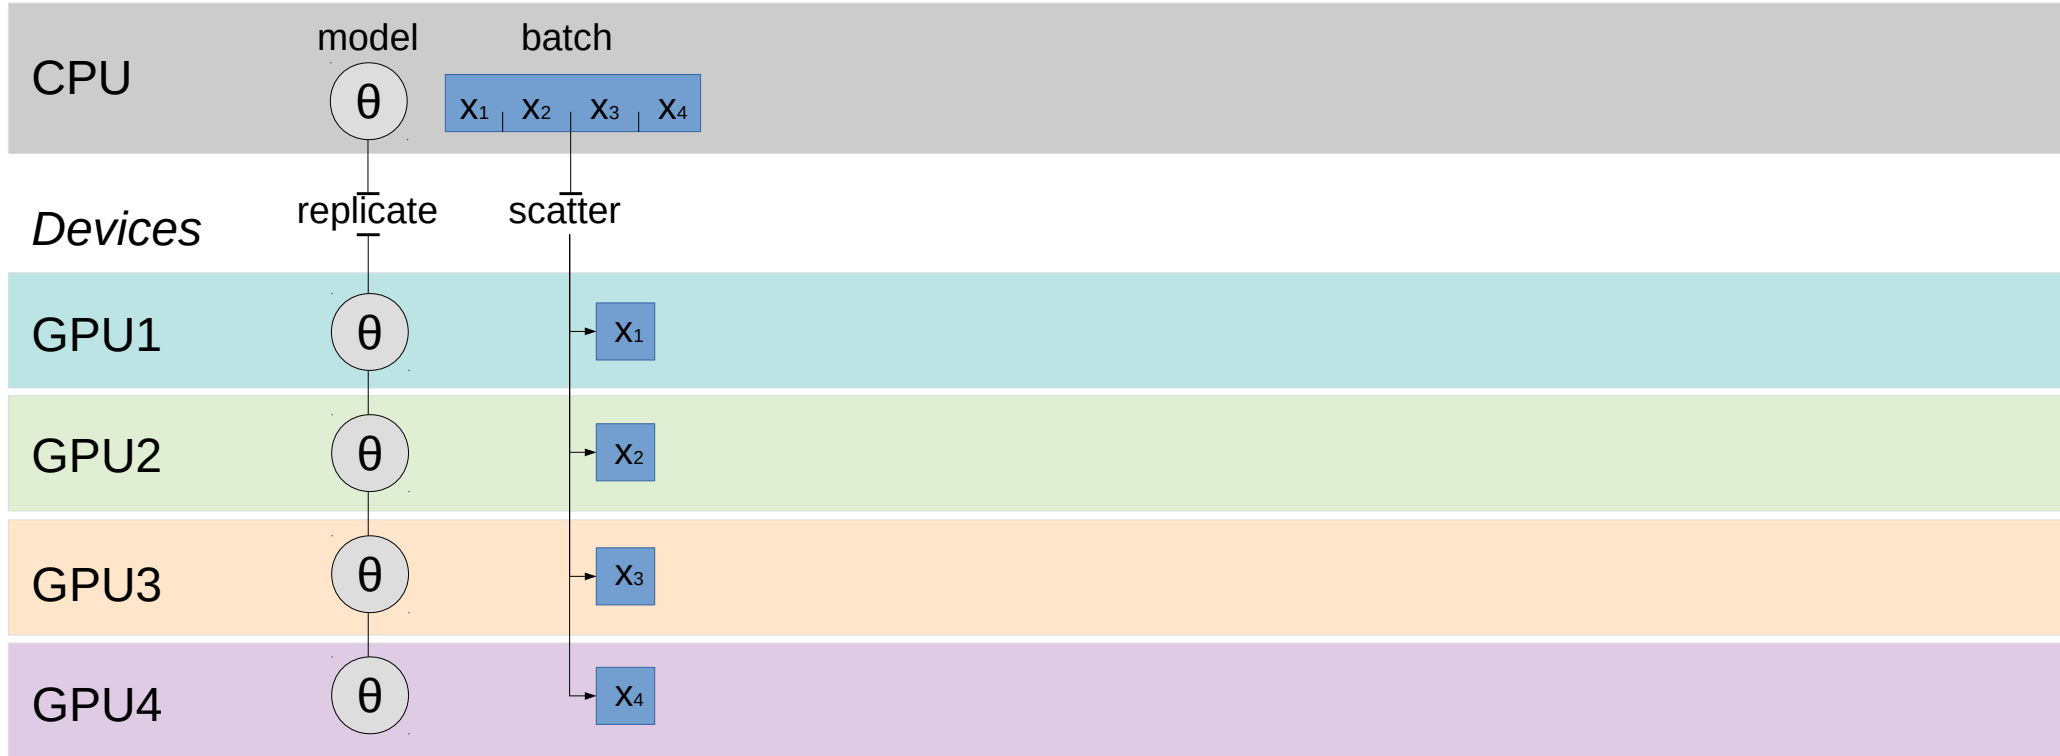 model batch
CPU θ x1 x2 x3 x4
replicate scatter
Devices
GPU1 θ x1
GPU2 θ x2
GPU3 θ x3
GPU4 θ x4